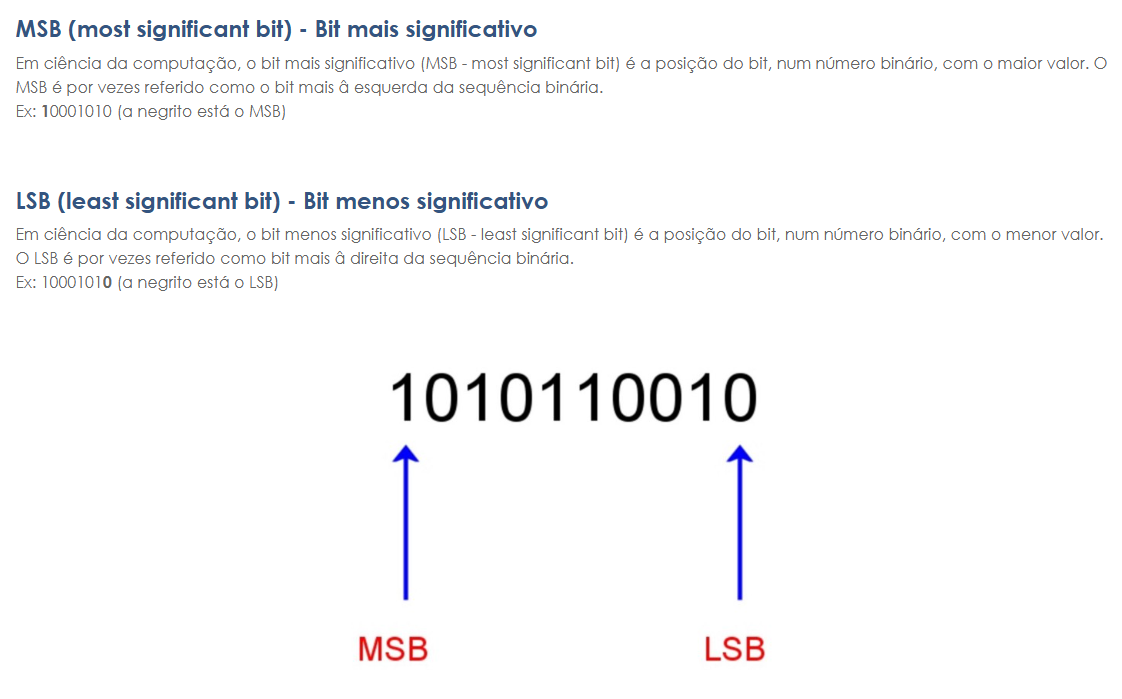 MSB (most significant bit) - Bit mais significativo
Em ciência da computação, o bit mais significativo (MSB - most significant bit) é a posição do bit, num número binário, com o maior valor. O
MSB é por vezes referido como o bit mais â esquerda da sequência binária.
Ex: 10001010 (a negrito está o MSB)
LSB (least significant bit) - Bit menos significativo
Em ciência da computação, o bit menos significativo (LSB - least significant bit) é a posição do bit, num número binário, com o menor valor.
O LSB é por vezes referido como bit mais â direita da sequência binária.
Ex: 10001010 (a negrito está o LSB)
1010110010
MSB LSB